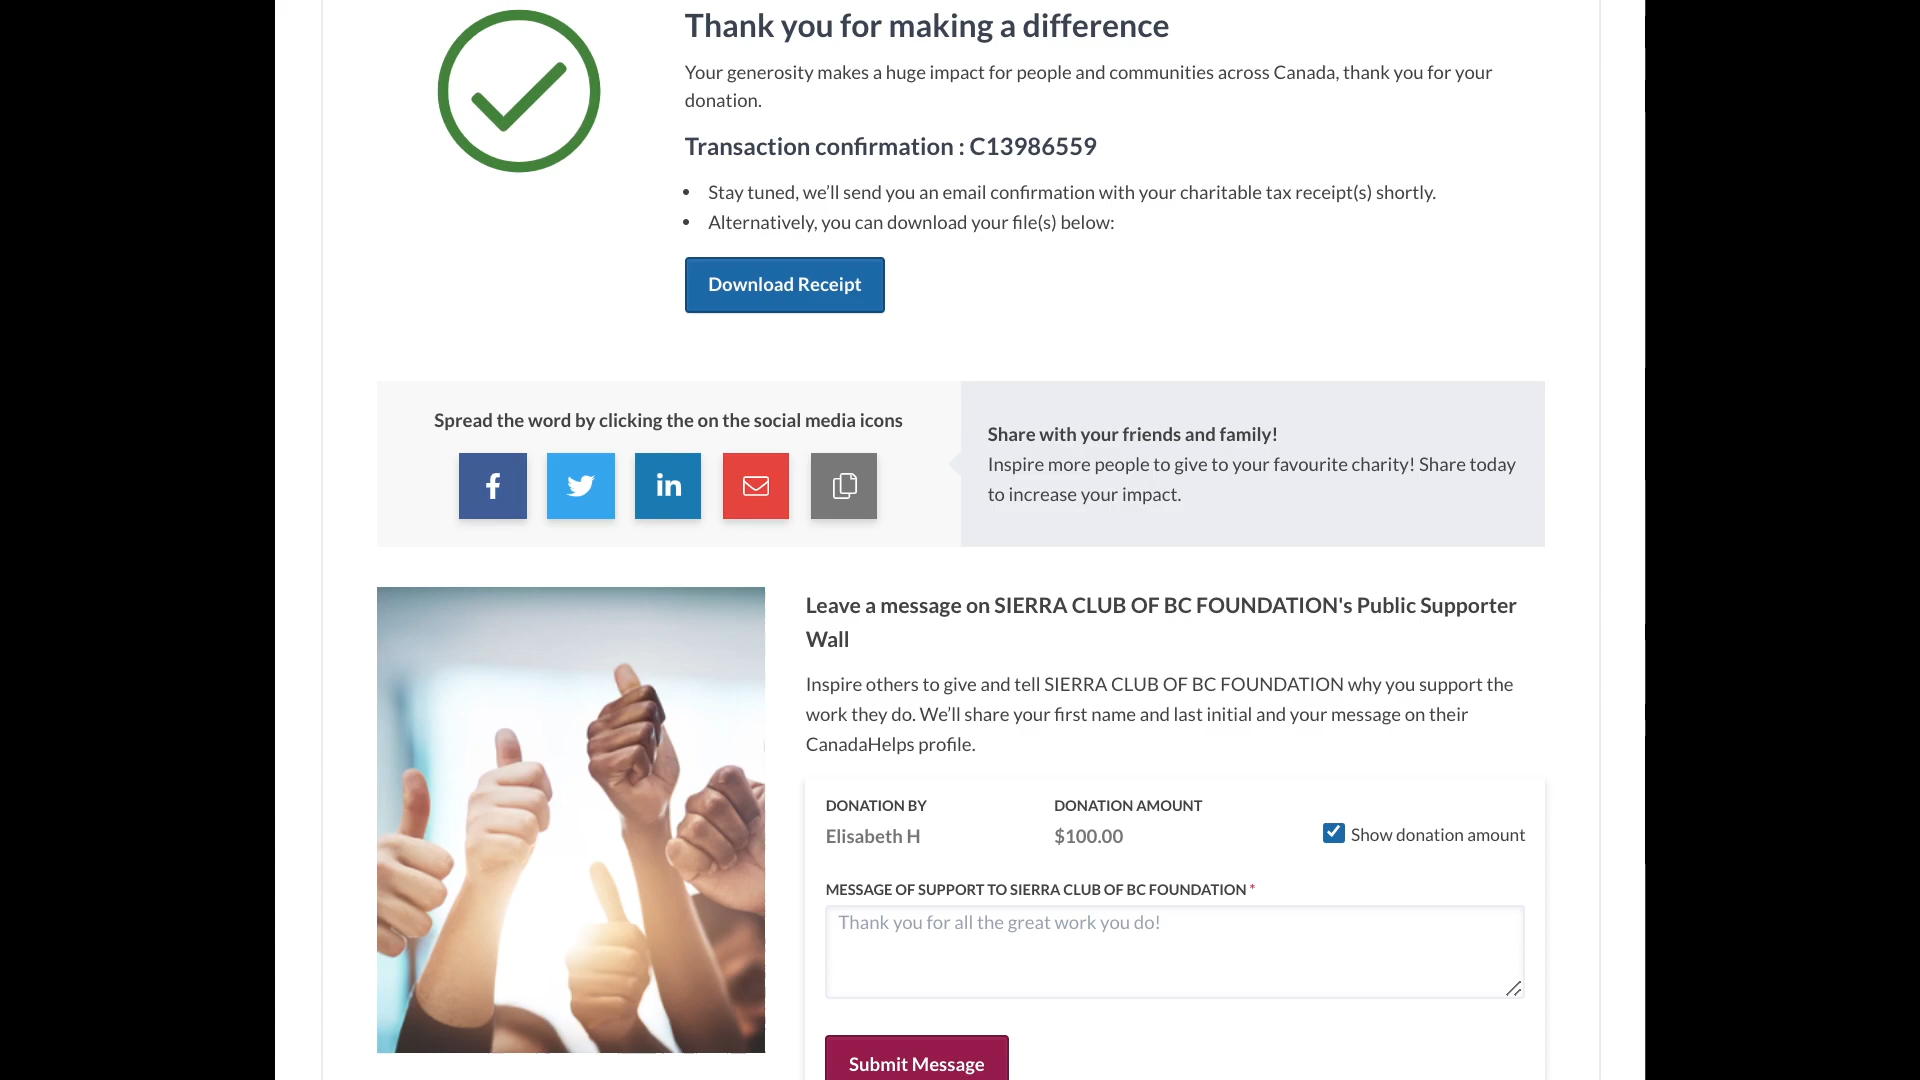 Thank you for making a difference
Your generosity makes a huge impact for people and communities across Canada, thank you for your
donation.
Transaction confirmation : C13986559
• Stay tuned, we’ll send you an email confirmation with your charitable tax receipt(s) shortly.
• Alternatively, you can download your file(s) below:
Download Receipt
Spread the word by clicking the on the social media icons
Share with your friends and family!
Inspire more people to give to your favourite charity! Share today
to increase your impact.
Leave a message on SIERRA CLUB OF BC FOUNDATION's Public Supporter
Wall
Inspire others to give and tell SIERRA CLUB OF BC FOUNDATION why you support the
work they do. We’ll share your first name and last initial and your message on their
CanadaHelps profile.
DONATION BY
Elisabeth H
DONATION AMOUNT
$100.00
Show donation amount
MESSAGE OF SUPPORT TO SIERRA CLUB OF BC FOUNDATION *
Thank you for all the great work you do!
Submit Message